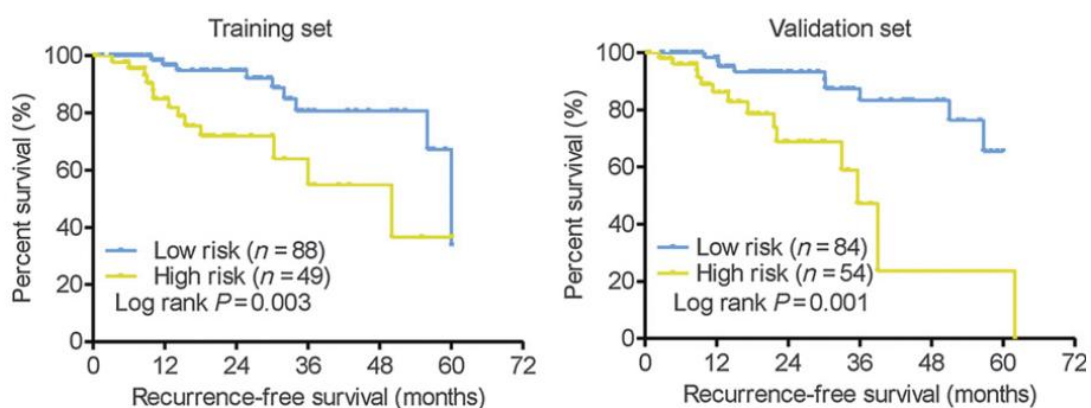 Training set
Percent survival (%)
100
80
60
40
20
0
Low risk (n = 88)
High risk (n = 49)
Log rank P = 0.003
0 12 24 36 48 60 72
Recurrence-free survival (months)
Validation set
Percent survival (%)
100
80
60
40
20
0
Low risk (n = 84)
High risk (n = 54)
Log rank P = 0.001
0 12 24 36 48 60 72
Recurrence-free survival (months)